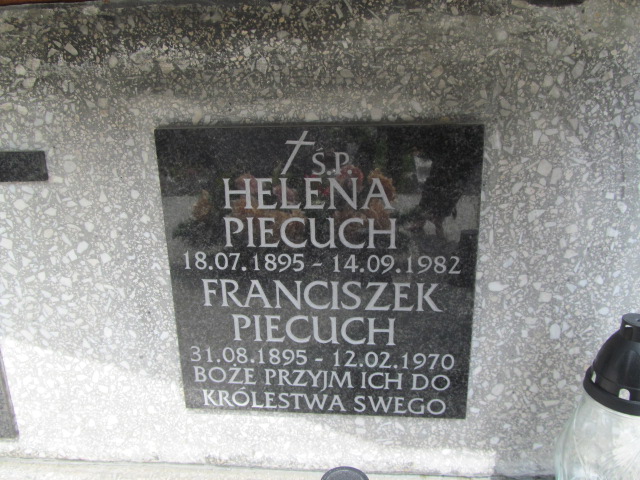 Ś.P.
HELENA
PIECUCH
18.07.1895 - 14.09.1982
FRANCISZEK
PIECUCH
31.08.1895 - 12.02.1970
BOŻE PRZYJM ICH DO
KRÓLESTWA SWEGO